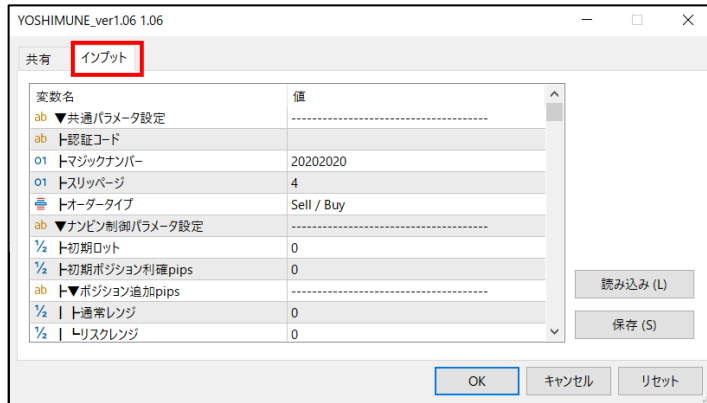 YOSHIMUNE_ver1.06 1.06
共有 インプット
変数名 値
ab ▼共通パラメータ設定 --------------------------------------
ab ┣認証コード
01 ┣マジックナンバー 20202020
01 ┣スリッページ 4
┣オーダータイプ Sell / Buy
ab ▼ナンピン制御パラメータ設定 --------------------------------------
½ ┣初期ロット 0
½ ┣初期ポジション利確pips 0
ab ┣▼ポジション追加pips --------------------------------------
½ ┃ ┣通常レンジ 0
½ ┃ ┗リスクレンジ 0
読み込み (L)
保存 (S)
OK キャンセル リセット